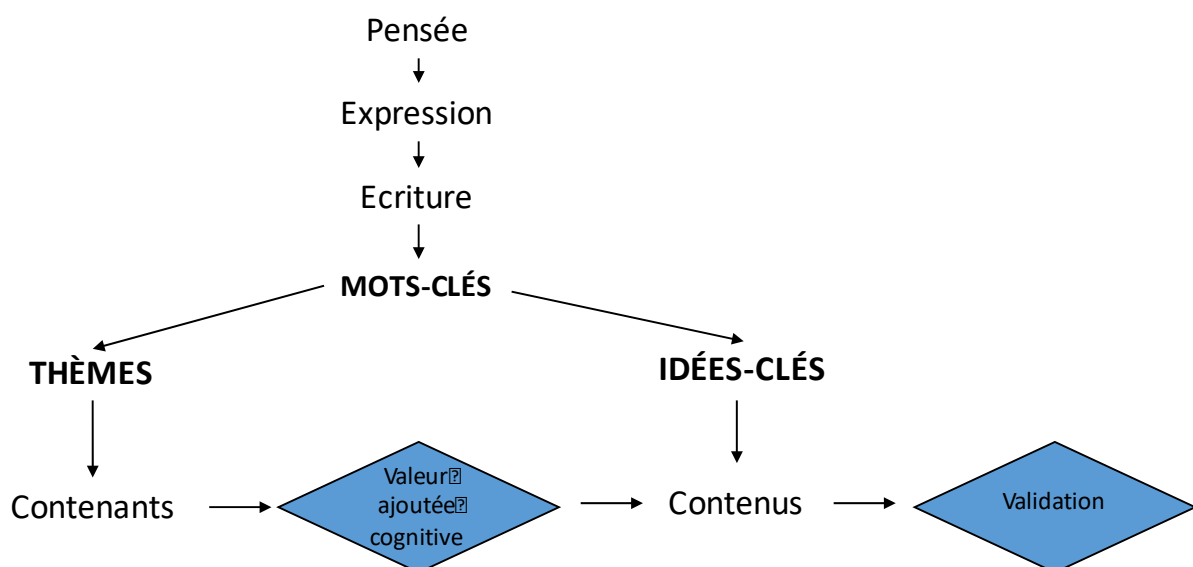 Pensée
Expression
Ecriture
MOTS-CLÉS
THÈMES
IDÉES-CLÉS
Contenants
Valeur
ajoutée
cognitive
Contenus
Validation